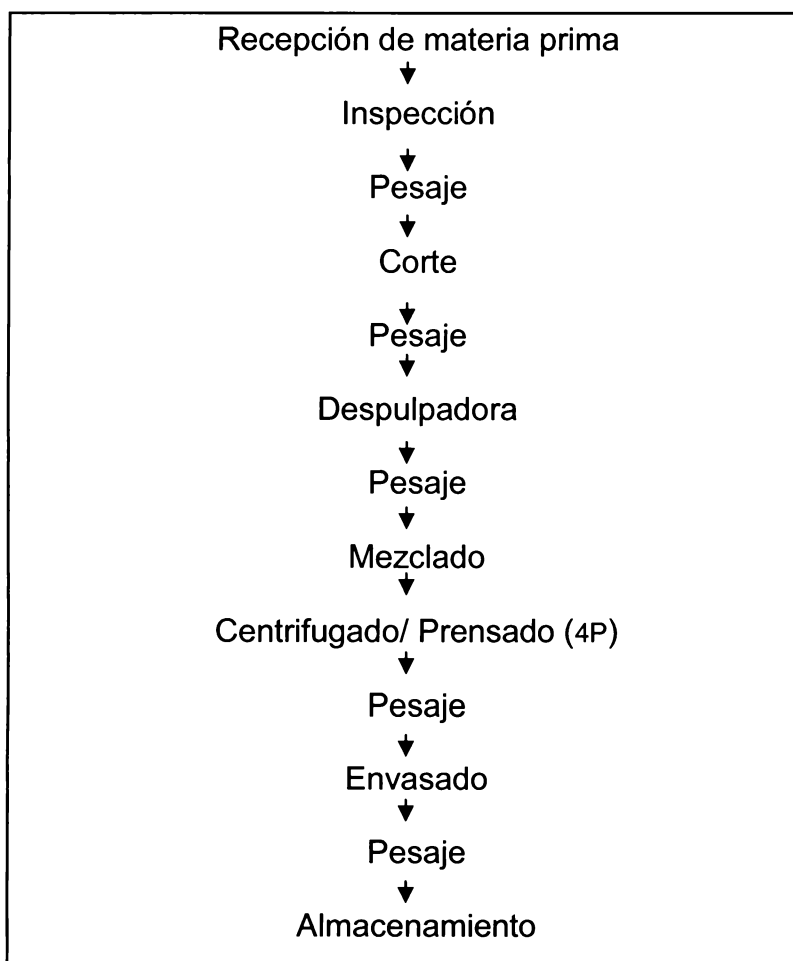 Recepción de materia prima
Inspección
Pesaje
Corte
Pesaje
Despulpadora
Pesaje
Mezclado
Centrifugado/ Prensado (4P)
Pesaje
Envasado
Pesaje
Almacenamiento